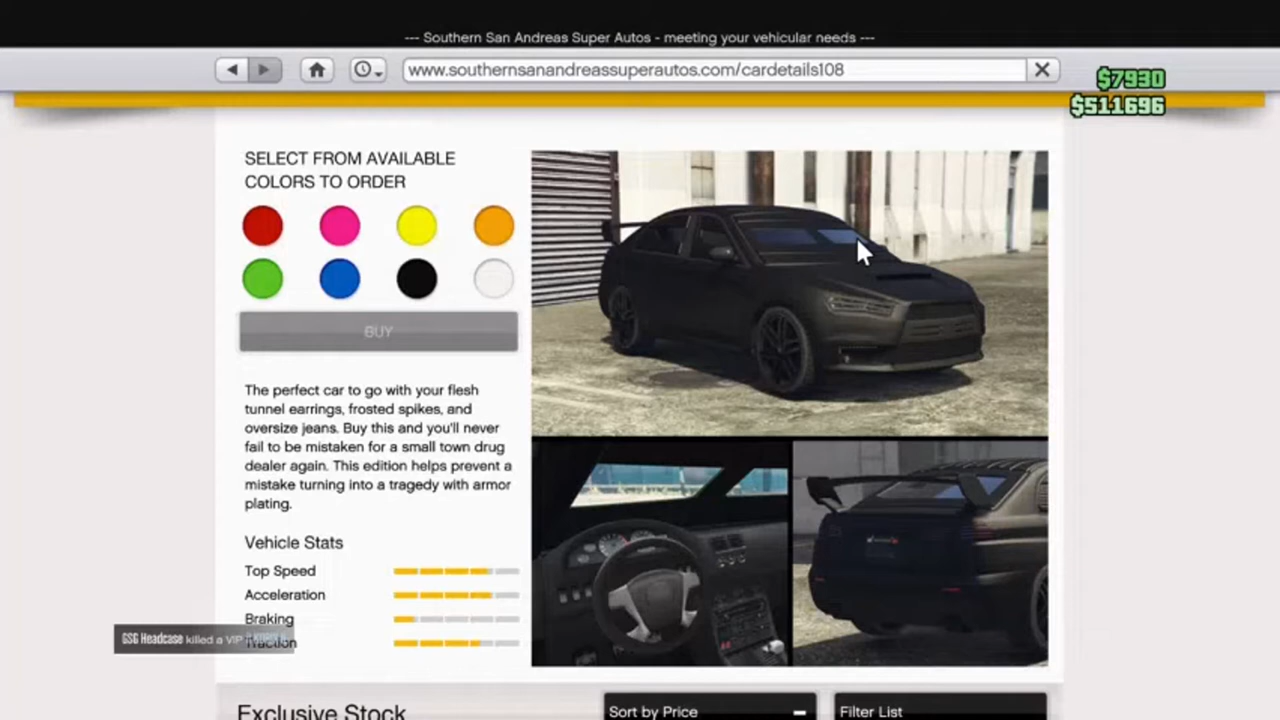 --- Southern San Andreas Super Autos - meeting your vehicular needs ---
www.southernsanandreassuperautos.com/cardetails108
$7930
$511696
SELECT FROM AVAILABLE
COLORS TO ORDER
BUY
The perfect car to go with your flesh
tunnel earrings, frosted spikes, and
oversize jeans. Buy this and you'll never
fail to be mistaken for a small town drug
dealer again. This edition helps prevent a
mistake turning into a tragedy with armor
plating.
Vehicle Stats
Top Speed
Acceleration
Braking
GSG Headcase killed a VIP
Traction
Exclusive Stock
Sort by Price
Filter List